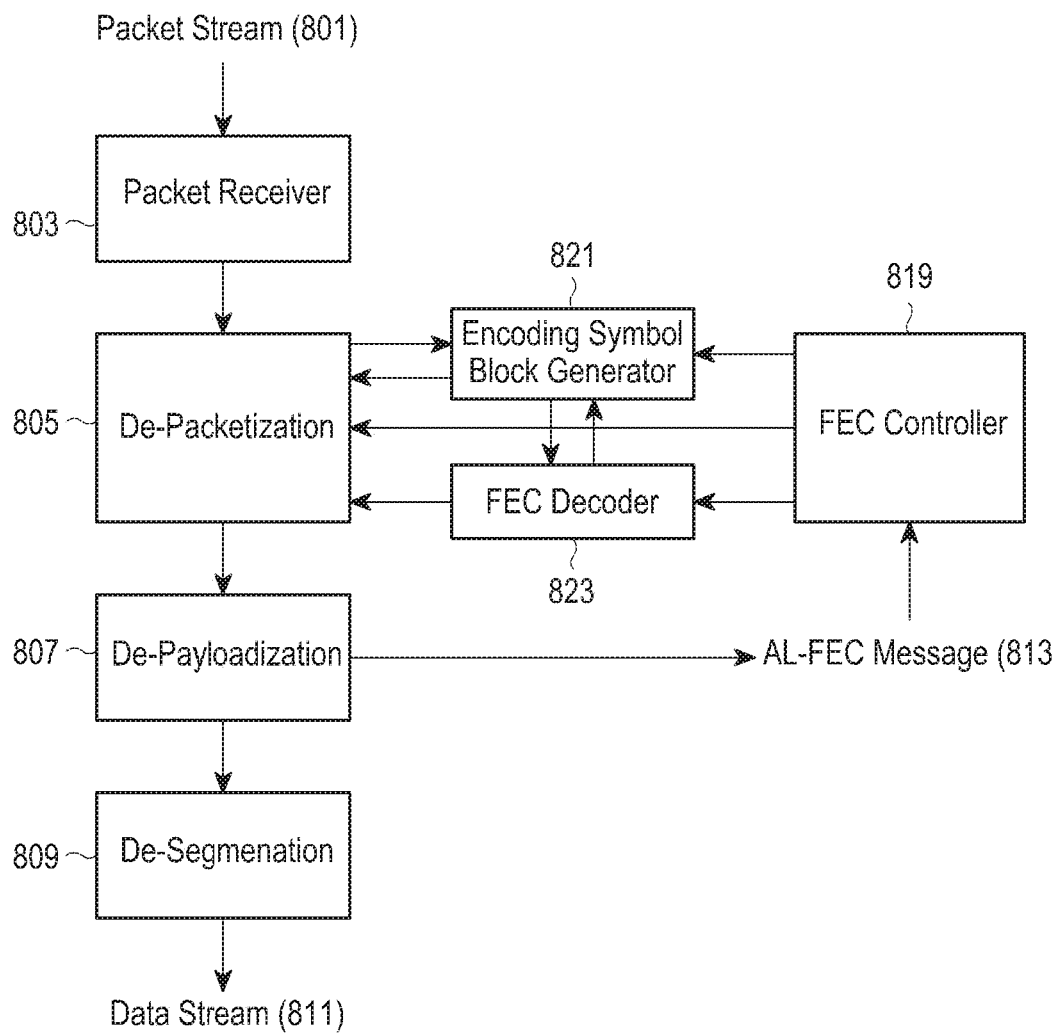 Packet Stream (801)
Packet Receiver
803
821
819
Encoding Symbol
Block Generator
805
De-Packetization
FEC Controller
FEC Decoder
823
807
De-Payloadization
AL-FEC Message (813
809
De-Segmenation
Data Stream (811)